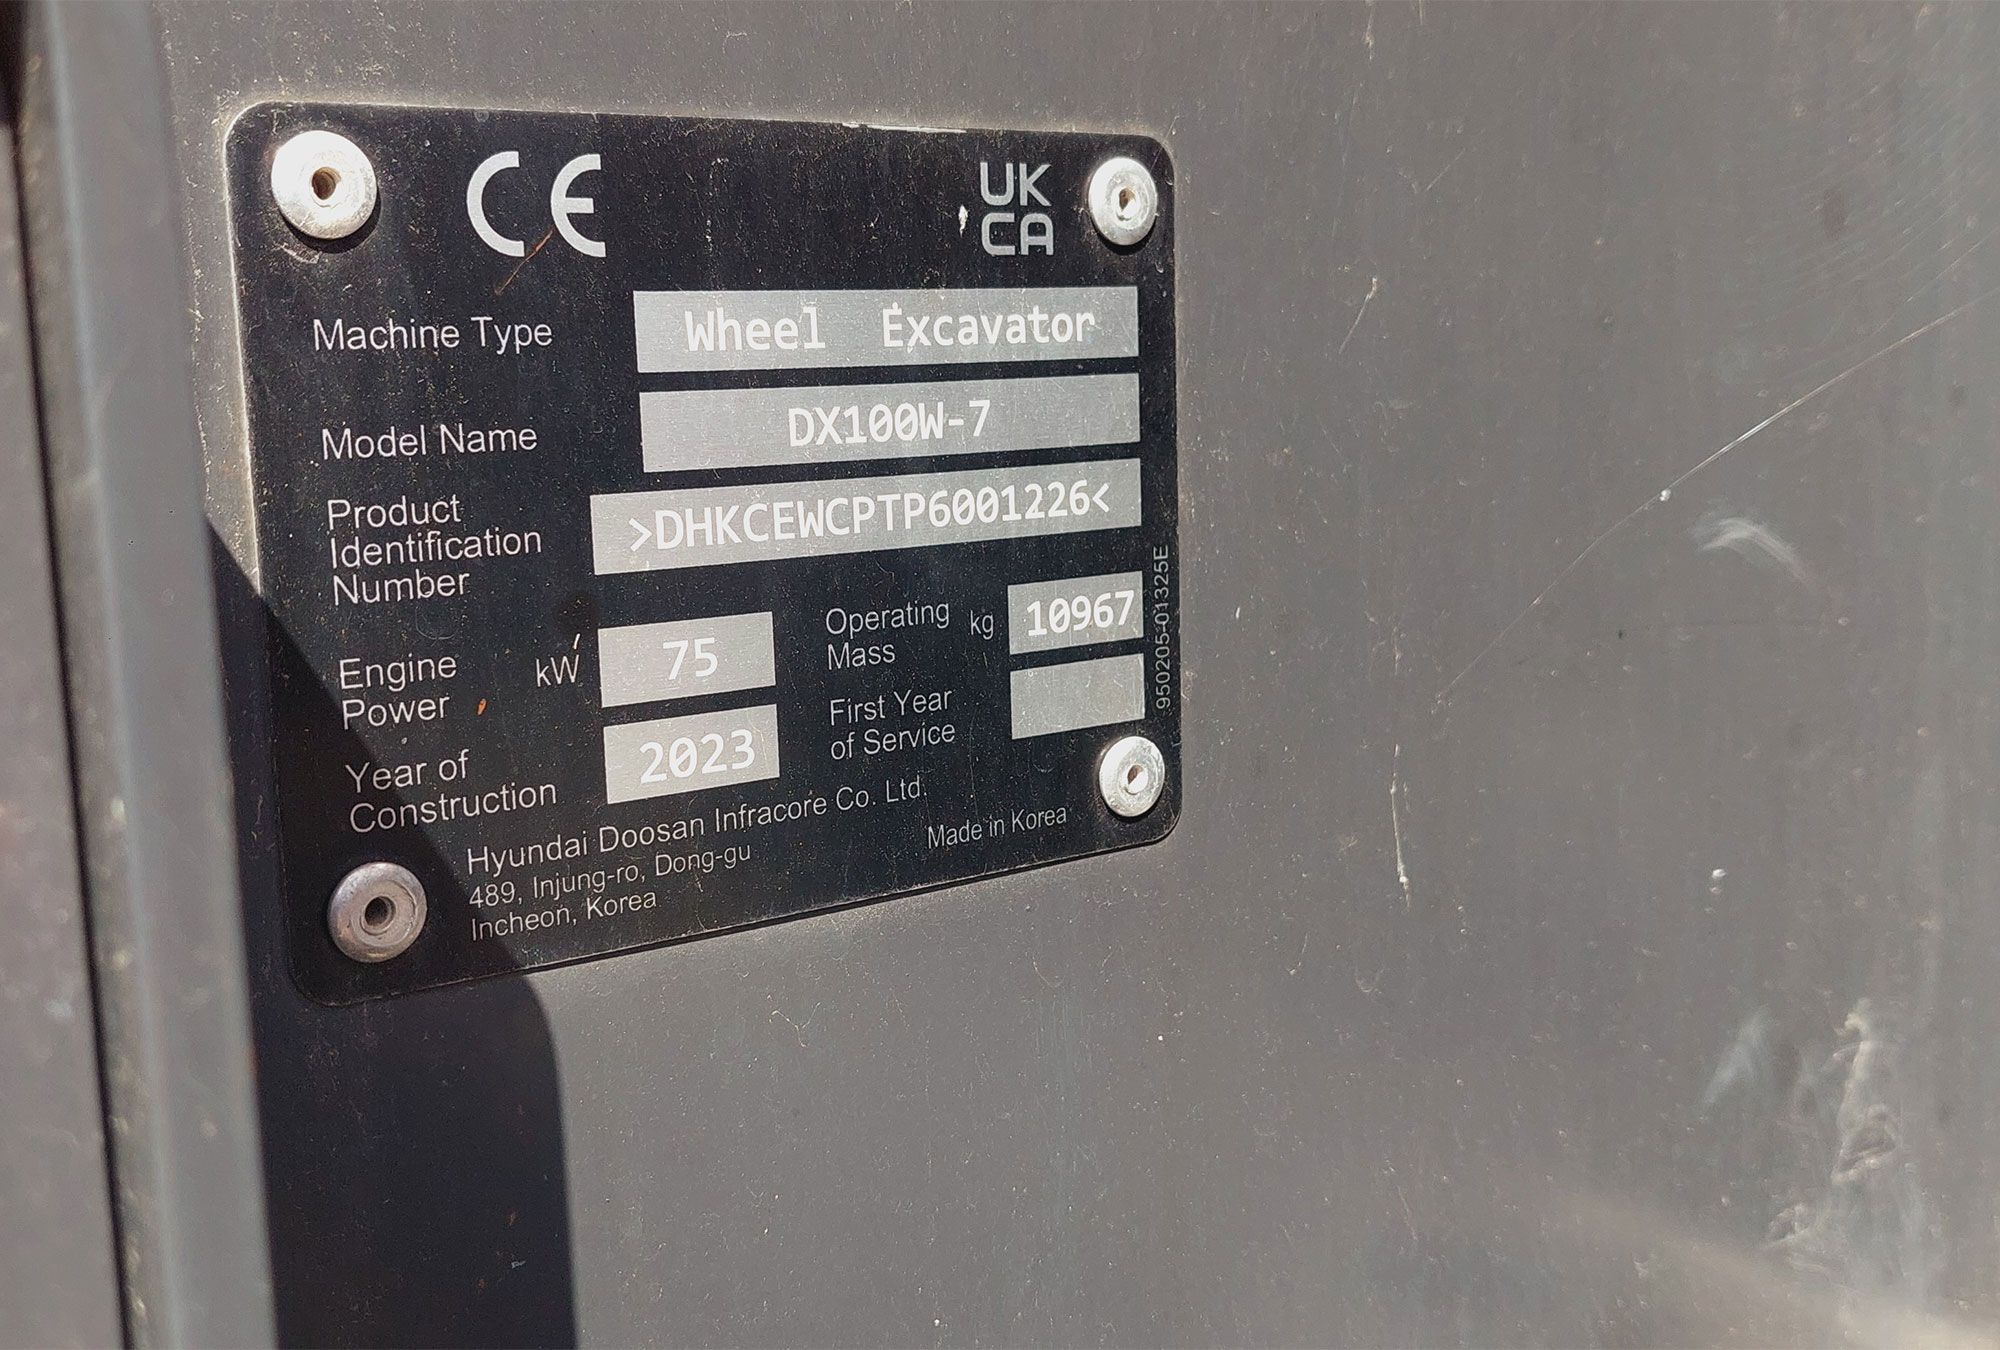 CE
UK
CA
Machine Type Wheel Excavator
Model Name DX100W-7
Product
Identification
Number >DHKCEWCPTP6001226<
Engine
Power kW 75
Operating
Mass kg 10967
Year of
Construction 2023
First Year
of Service
Hyundai Doosan Infracore Co. Ltd.
489, Injung-ro, Dong-gu
Incheon, Korea
Made in Korea
950205-01325E